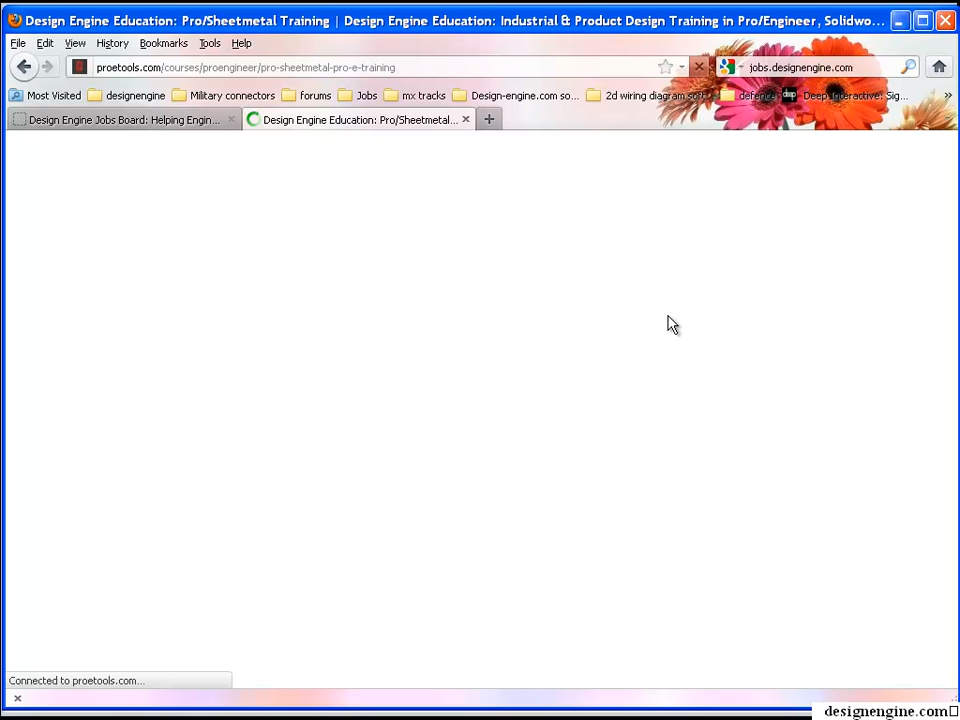 Design Engine Education: Pro/Sheetmetal Training | Design Engine Education: Industrial & Product Design Training in Pro/Engineer, Solidwo...
File Edit View History Bookmarks Tools Help
proetools.com/courses/proengineer/pro-sheetmetal-pro-e-training jobs.designengine.com
Most Visited designengine Military connectors forums Jobs mx tracks Design-engine.com so... 2d wiring diagram soft... defence Deep Interactive: Sig... »
Design Engine Jobs Board: Helping Engin... Design Engine Education: Pro/Sheetmetal...
Connected to proetools.com...
designengine.com